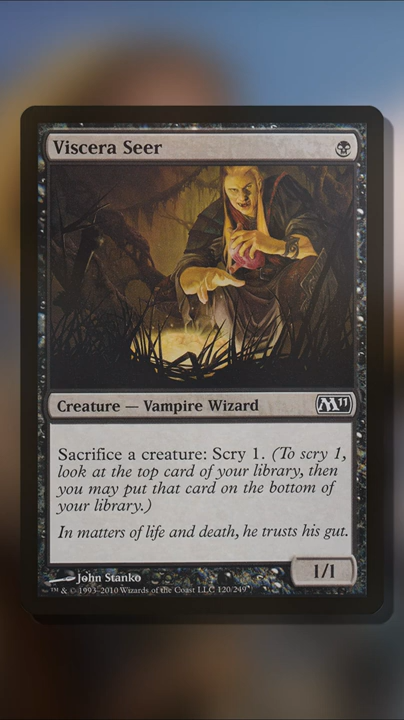 Viscera Seer
Creature — Vampire Wizard
M11
Sacrifice a creature: Scry 1. (To scry 1,
look at the top card of your library, then
you may put that card on the bottom of
your library.)
In matters of life and death, he trusts his gut.
1/1
John Stanko
™ & © 1993–2010 Wizards of the Coast LLC 120/249